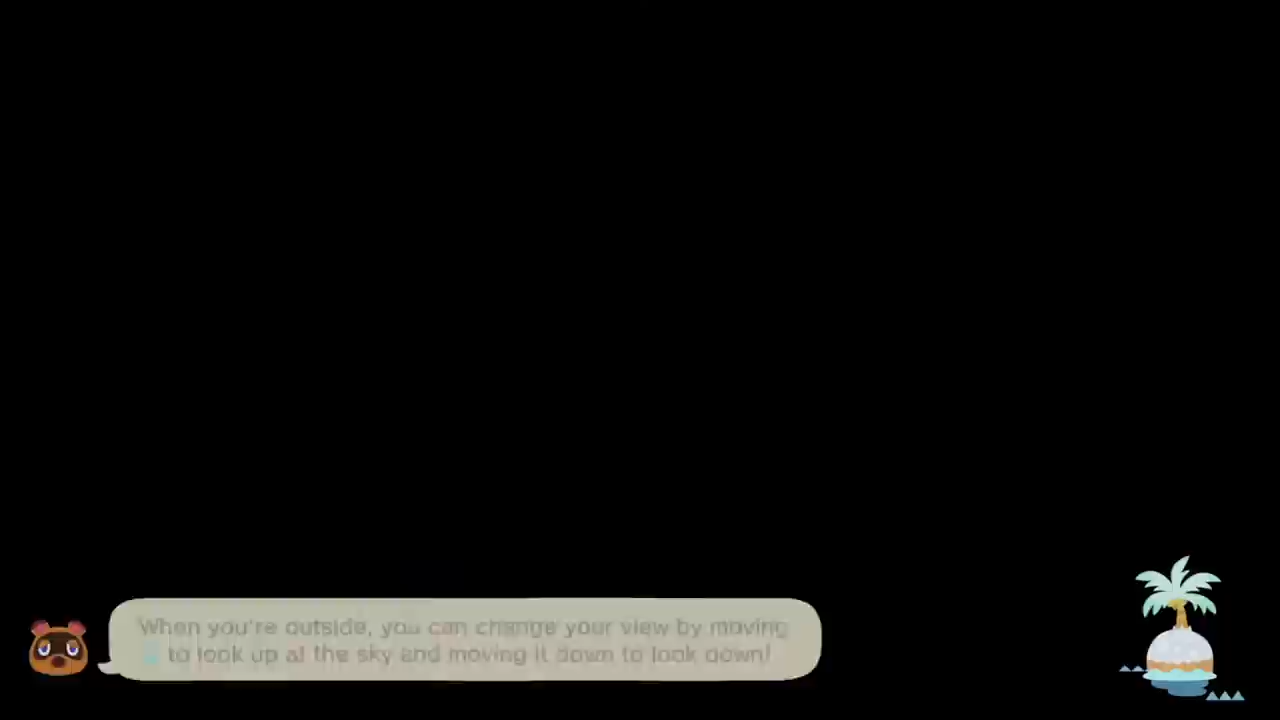 When you're outside, you can change your view by moving
to look up at the sky and moving it down to look down!